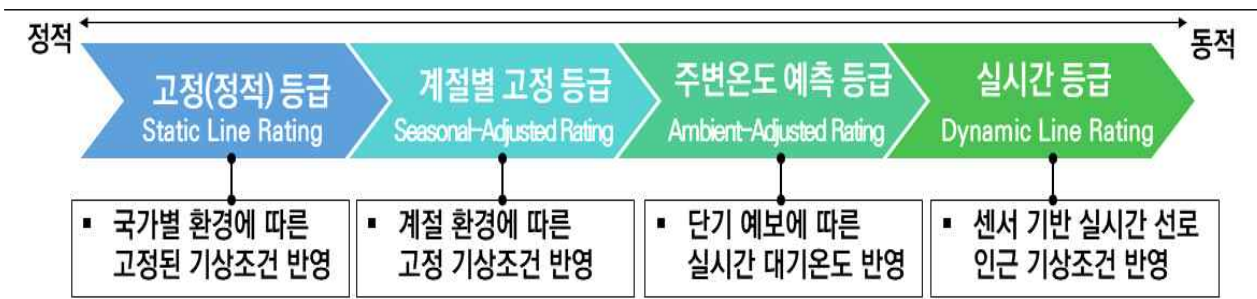 정적
동적
고정(정적) 등급
Static Line Rating
계절별 고정 등급
Seasonal-Adjusted Rating
주변온도 예측 등급
Ambient-Adjusted Rating
실시간 등급
Dynamic Line Rating
▪ 국가별 환경에 따른
고정된 기상조건 반영
▪ 계절 환경에 따른
고정 기상조건 반영
▪ 단기 예보에 따른
실시간 대기온도 반영
▪ 센서 기반 실시간 선로
인근 기상조건 반영